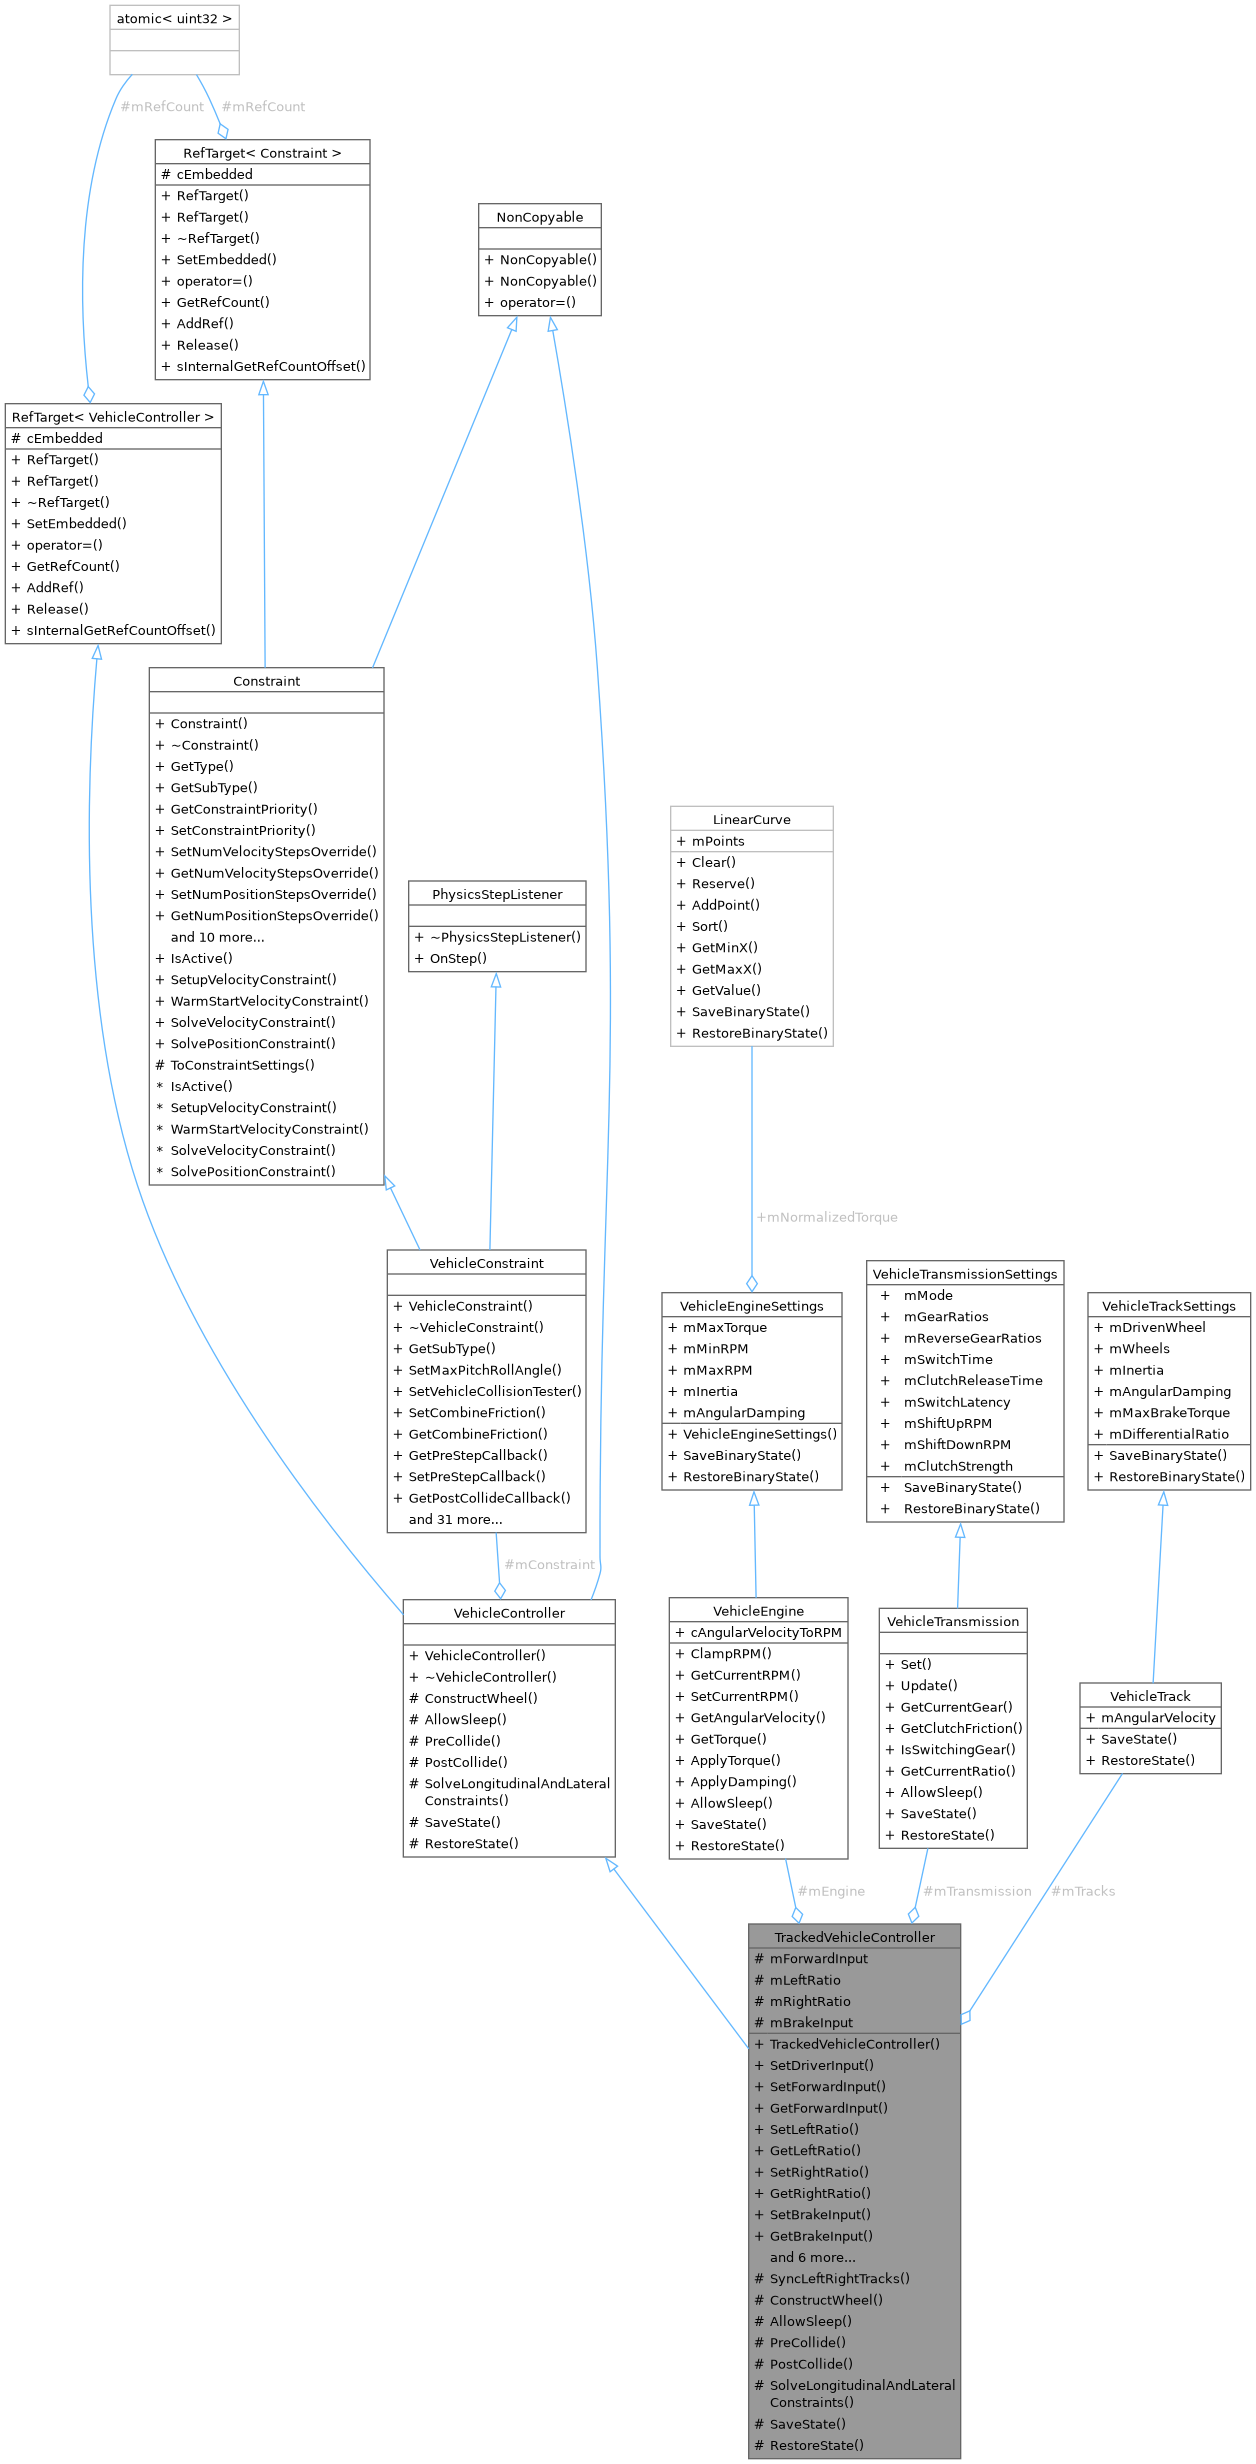 atomic< uint32 >
#mRefCount
#mRefCount
RefTarget< Constraint >
# cEmbedded
+ RefTarget()
+ RefTarget()
+ ~RefTarget()
+ SetEmbedded()
+ operator=()
+ GetRefCount()
+ AddRef()
+ Release()
+ sInternalGetRefCountOffset()
NonCopyable
+ NonCopyable()
+ NonCopyable()
+ operator=()
RefTarget< VehicleController >
# cEmbedded
+ RefTarget()
+ RefTarget()
+ ~RefTarget()
+ SetEmbedded()
+ operator=()
+ GetRefCount()
+ AddRef()
+ Release()
+ sInternalGetRefCountOffset()
Constraint
+ Constraint()
+ ~Constraint()
+ GetType()
+ GetSubType()
+ GetConstraintPriority()
+ SetConstraintPriority()
+ SetNumVelocityStepsOverride()
+ GetNumVelocityStepsOverride()
+ SetNumPositionStepsOverride()
+ GetNumPositionStepsOverride()
and 10 more...
+ IsActive()
+ SetupVelocityConstraint()
+ WarmStartVelocityConstraint()
+ SolveVelocityConstraint()
+ SolvePositionConstraint()
# ToConstraintSettings()
* IsActive()
* SetupVelocityConstraint()
* WarmStartVelocityConstraint()
* SolveVelocityConstraint()
* SolvePositionConstraint()
PhysicsStepListener
+ ~PhysicsStepListener()
+ OnStep()
LinearCurve
+ mPoints
+ Clear()
+ Reserve()
+ AddPoint()
+ Sort()
+ GetMinX()
+ GetMaxX()
+ GetValue()
+ SaveBinaryState()
+ RestoreBinaryState()
+mNormalizedTorque
VehicleConstraint
+ VehicleConstraint()
+ ~VehicleConstraint()
+ GetSubType()
+ SetMaxPitchRollAngle()
+ SetVehicleCollisionTester()
+ SetCombineFriction()
+ GetCombineFriction()
+ GetPreStepCallback()
+ SetPreStepCallback()
+ GetPostCollideCallback()
and 31 more...
#mConstraint
VehicleEngineSettings
+ mMaxTorque
+ mMinRPM
+ mMaxRPM
+ mInertia
+ mAngularDamping
+ VehicleEngineSettings()
+ SaveBinaryState()
+ RestoreBinaryState()
VehicleTransmissionSettings
+ mMode
+ mGearRatios
+ mReverseGearRatios
+ mSwitchTime
+ mClutchReleaseTime
+ mSwitchLatency
+ mShiftUpRPM
+ mShiftDownRPM
+ mClutchStrength
+ SaveBinaryState()
+ RestoreBinaryState()
VehicleTrackSettings
+ mDrivenWheel
+ mWheels
+ mInertia
+ mAngularDamping
+ mMaxBrakeTorque
+ mDifferentialRatio
+ SaveBinaryState()
+ RestoreBinaryState()
VehicleController
+ VehicleController()
+ ~VehicleController()
# ConstructWheel()
# AllowSleep()
# PreCollide()
# PostCollide()
# SolveLongitudinalAndLateral
Constraints()
# SaveState()
# RestoreState()
VehicleEngine
+ cAngularVelocityToRPM
+ ClampRPM()
+ GetCurrentRPM()
+ SetCurrentRPM()
+ GetAngularVelocity()
+ GetTorque()
+ ApplyTorque()
+ ApplyDamping()
+ AllowSleep()
+ SaveState()
+ RestoreState()
VehicleTransmission
+ Set()
+ Update()
+ GetCurrentGear()
+ GetClutchFriction()
+ IsSwitchingGear()
+ GetCurrentRatio()
+ AllowSleep()
+ SaveState()
+ RestoreState()
VehicleTrack
+ mAngularVelocity
+ SaveState()
+ RestoreState()
#mEngine
#mTransmission
#mTracks
TrackedVehicleController
# mForwardInput
# mLeftRatio
# mRightRatio
# mBrakeInput
+ TrackedVehicleController()
+ SetDriverInput()
+ SetForwardInput()
+ GetForwardInput()
+ SetLeftRatio()
+ GetLeftRatio()
+ SetRightRatio()
+ GetRightRatio()
+ SetBrakeInput()
+ GetBrakeInput()
and 6 more...
# SyncLeftRightTracks()
# ConstructWheel()
# AllowSleep()
# PreCollide()
# PostCollide()
# SolveLongitudinalAndLateral
Constraints()
# SaveState()
# RestoreState()